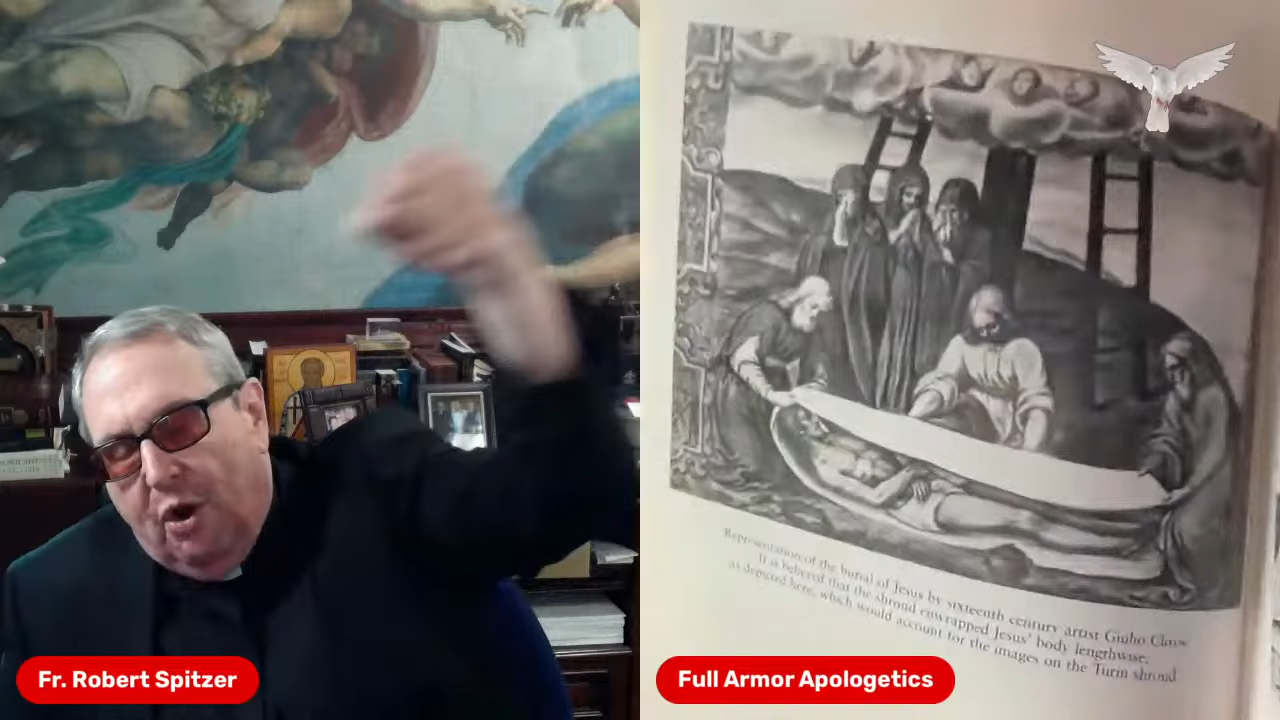 Fr. Robert Spitzer
Full Armor Apologetics
Representation of the burial of Jesus by sixteenth century artist Giulio
It is believed that the shroud enwrapped Jesus' body lengthwise,
as depicted here, which would account for the images on the Turin shroud